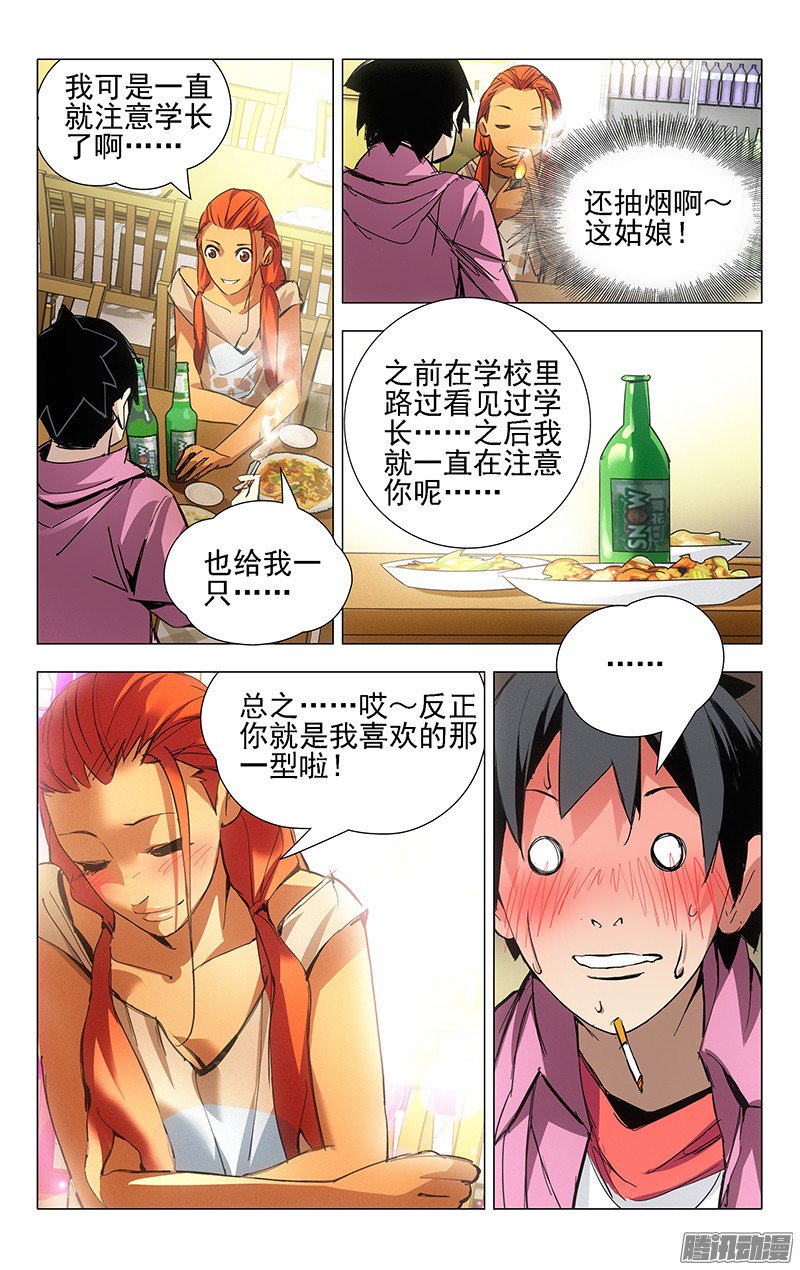 我可是一直
就注意学长
了啊……
还抽烟啊～
这姑娘！
也给我一
只……
之前在学校里
路过看见过学
长……之后我
就一直在注意
你呢……
SNOW
总之……哎～反正
你就是我喜欢的那
一型啦！
……
腾讯动漫